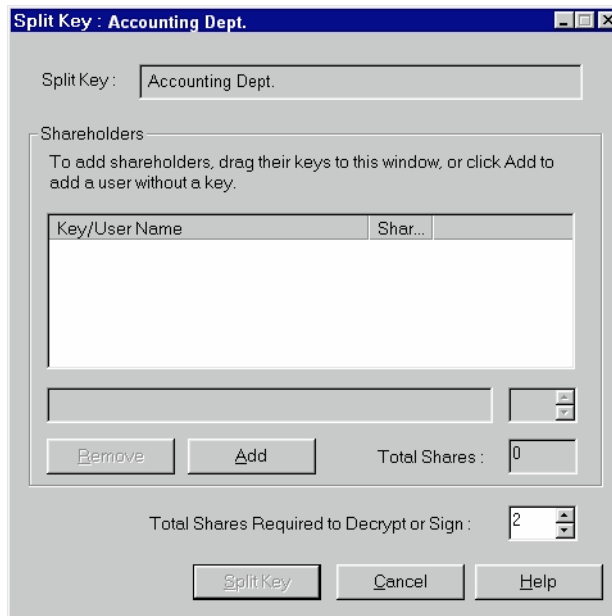 Split Key : Accounting Dept.
Split Key : Accounting Dept.
Shareholders
To add shareholders, drag their keys to this window, or click Add to
add a user without a key.
Key/User Name Shar...
Remove Add Total Shares : 0
Total Shares Required to Decrypt or Sign : 2
Split Key Cancel Help